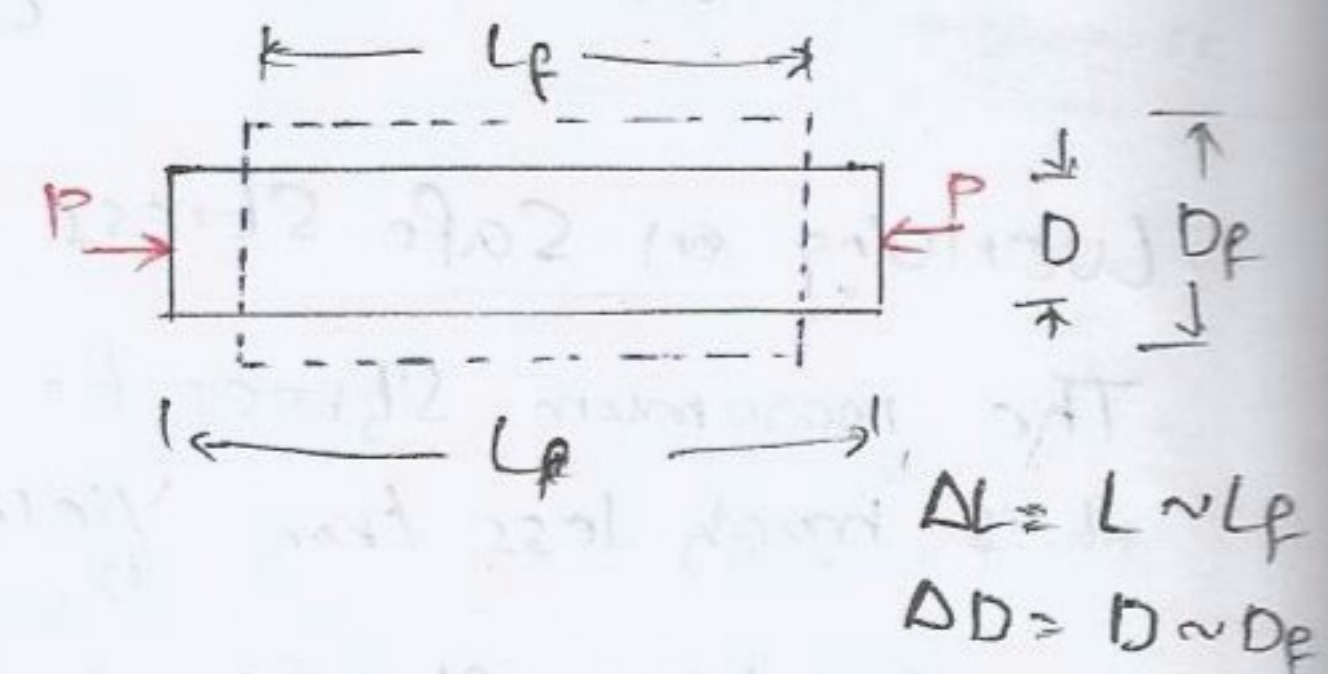 Lf
P
P
D
Df
Lf
ΔL = L ~ Lf
ΔD = D ~ Df